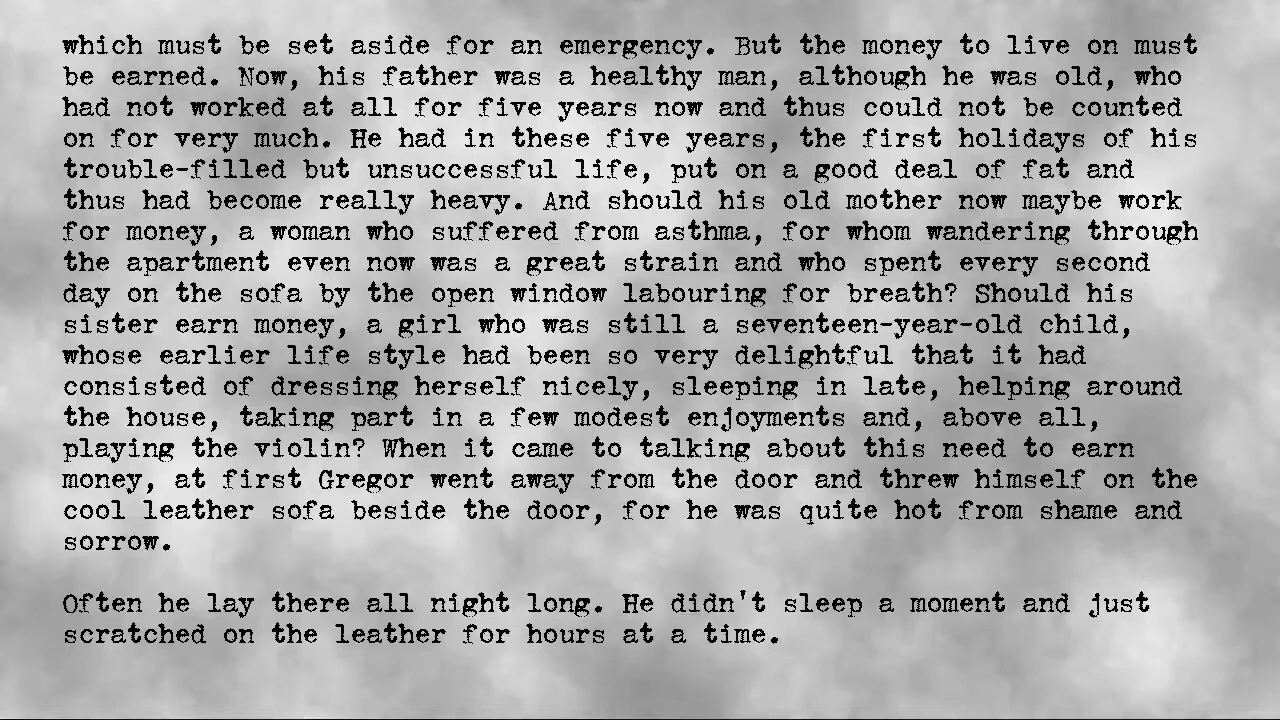 which must be set aside for an emergency. But the money to live on must
be earned. Now, his father was a healthy man, although he was old, who
had not worked at all for five years now and thus could not be counted
on for very much. He had in these five years, the first holidays of his
trouble-filled but unsuccessful life, put on a good deal of fat and
thus had become really heavy. And should his old mother now maybe work
for money, a woman who suffered from asthma, for whom wandering through
the apartment even now was a great strain and who spent every second
day on the sofa by the open window labouring for breath? Should his
sister earn money, a girl who was still a seventeen-year-old child,
whose earlier life style had been so very delightful that it had
consisted of dressing herself nicely, sleeping in late, helping around
the house, taking part in a few modest enjoyments and, above all,
playing the violin? When it came to talking about this need to earn
money, at first Gregor went away from the door and threw himself on the
cool leather sofa beside the door, for he was quite hot from shame and
sorrow.

Often he lay there all night long. He didn't sleep a moment and just
scratched on the leather for hours at a time.